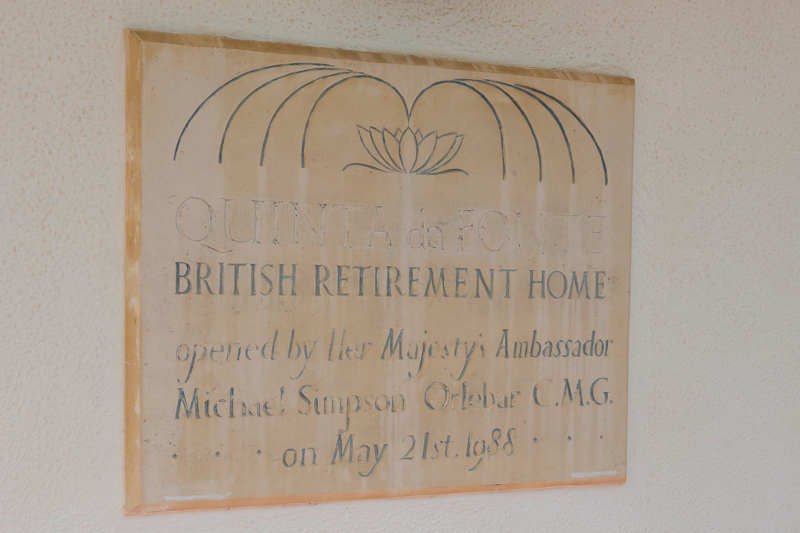 QUINTA da FONTE
BRITISH RETIREMENT HOME
opened by Her Majesty's Ambassador
Michael Simpson Orlebar C.M.G.
· · · on May 21st. 1988 · · ·